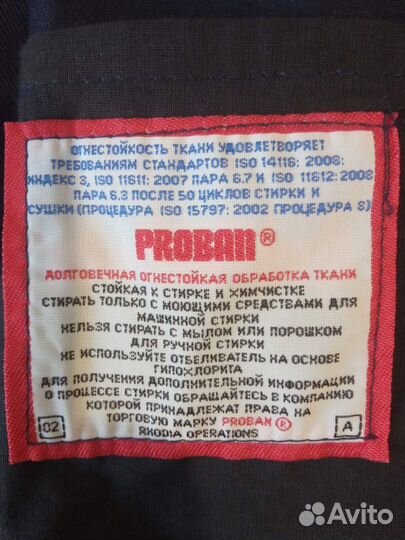 ОГНЕСТОЙКОСТЬ ТКАНИ УДОВЛЕТВОРЯЕТ
ТРЕБОВАНИЯМ СТАНДАРТОВ ISO 14116: 2008:
ИНДЕКС 3, ISO 11611: 2007 ПАРА 6.7 И ISO 11612: 2008
ПАРА 6.3 ПОСЛЕ 50 ЦИКЛОВ СТИРКИ И
СУШКИ (ПРОЦЕДУРА ISO 15797: 2002 ПРОЦЕДУРА 8)
PROBAN ®
ДОЛГОВЕЧНАЯ ОГНЕСТОЙКАЯ ОБРАБОТКА ТКАНИ
СТОЙКАЯ К СТИРКЕ И ХИМЧИСТКЕ
СТИРАТЬ ТОЛЬКО С МОЮЩИМИ СРЕДСТВАМИ ДЛЯ
МАШИННОЙ СТИРКИ
НЕЛЬЗЯ СТИРАТЬ С МЫЛОМ ИЛИ ПОРОШКОМ
ДЛЯ РУЧНОЙ СТИРКИ
НЕ ИСПОЛЬЗУЙТЕ ОТБЕЛИВАТЕЛЬ НА ОСНОВЕ
ГИПОХЛОРИТА
ДЛЯ ПОЛУЧЕНИЯ ДОПОЛНИТЕЛЬНОЙ ИНФОРМАЦИИ
О ПРОЦЕССЕ СТИРКИ ОБРАЩАЙТЕСЬ В КОМПАНИЮ
КОТОРОЙ ПРИНАДЛЕЖАТ ПРАВА НА
ТОРГОВУЮ МАРКУ PROBAN ®
02 RHODIA OPERATIONS A
Avito